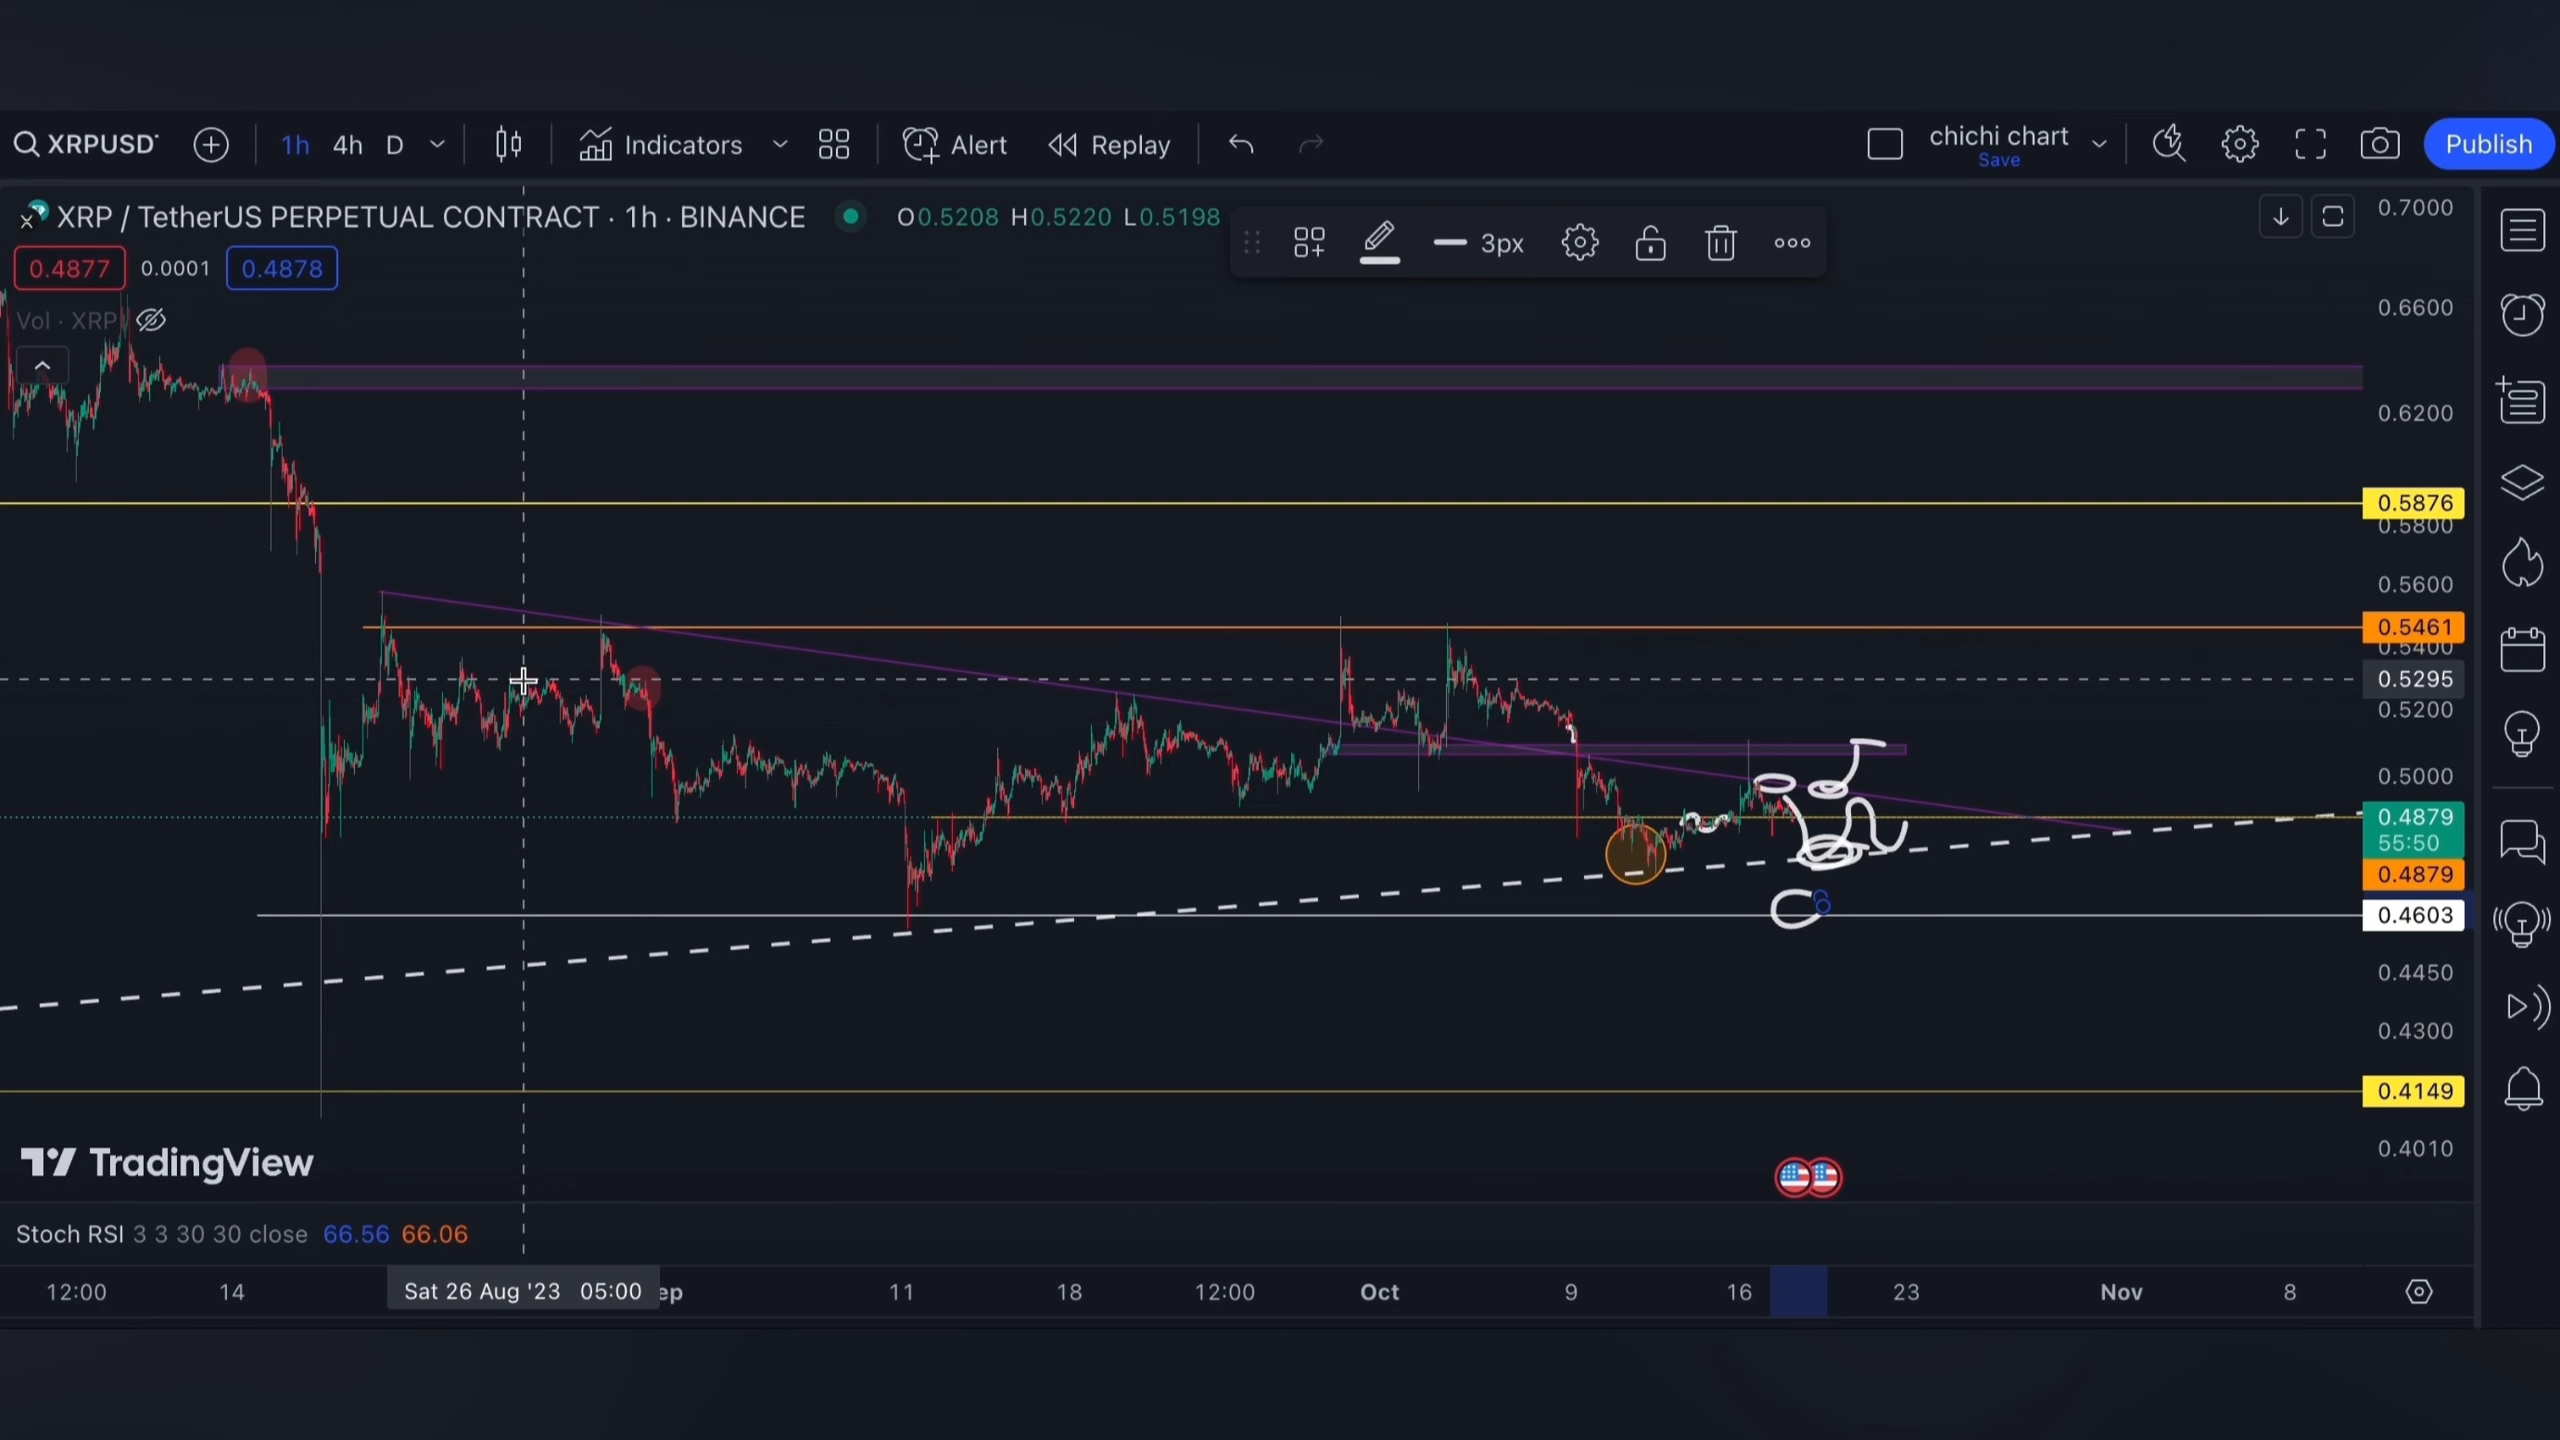 XRPUSD
1h 4h D Indicators Alert Replay
chichi chart
Save
Publish
XRP / TetherUS PERPETUAL CONTRACT · 1h · BINANCE O0.5208 H0.5220 L0.5198
3px
0.4877 0.0001 0.4878
Vol · XRP
0.7000
0.6600
0.6200
0.5876
0.5800
0.5600
0.5461
0.5400
0.5295
0.5200
0.5000
0.4879
55:50
0.4879
0.4603
0.4450
0.4300
0.4149
0.4010
TradingView
Stoch RSI 3 3 30 30 close 66.56 66.06
12:00 14 Sat 26 Aug '23 05:00 ep 11 18 12:00 Oct 9 16 23 Nov 8